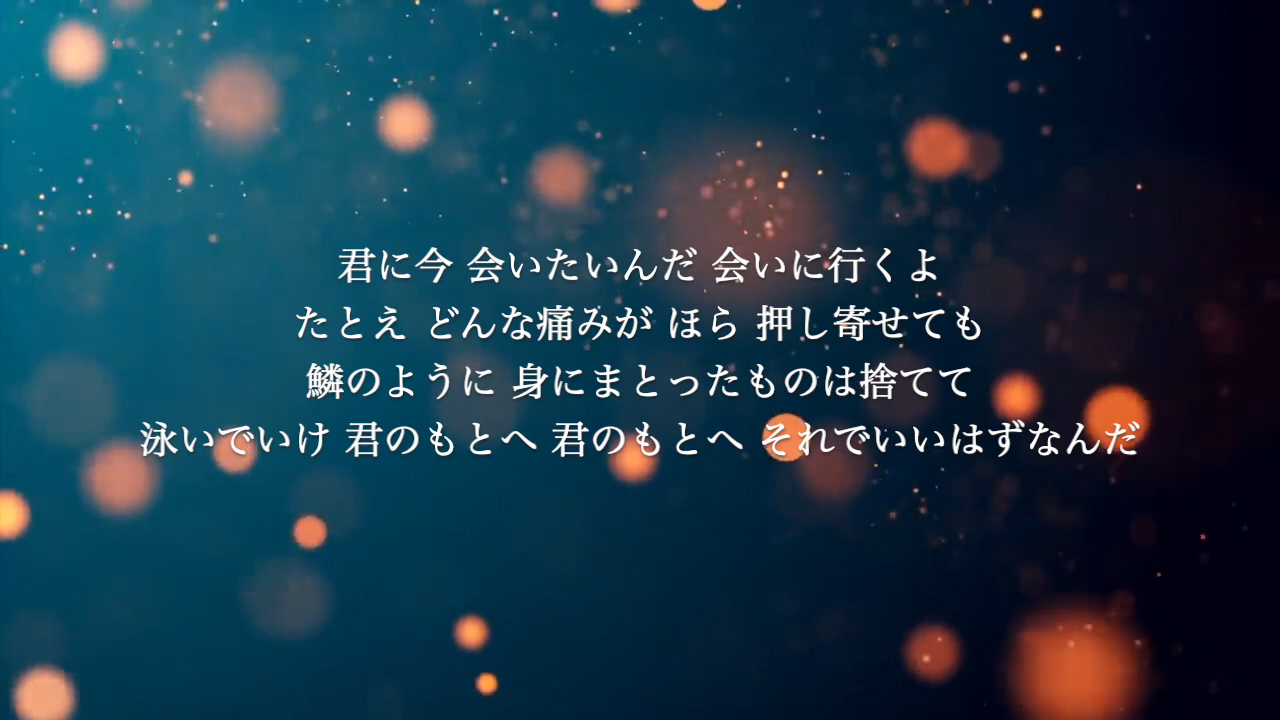 君に今 会いたいんだ 会いに行くよ
たとえ どんな痛みが ほら 押し寄せても
鱗のように 身にまとったものは捨てて
泳いでいけ 君のもとへ 君のもとへ それでいいはずなんだ